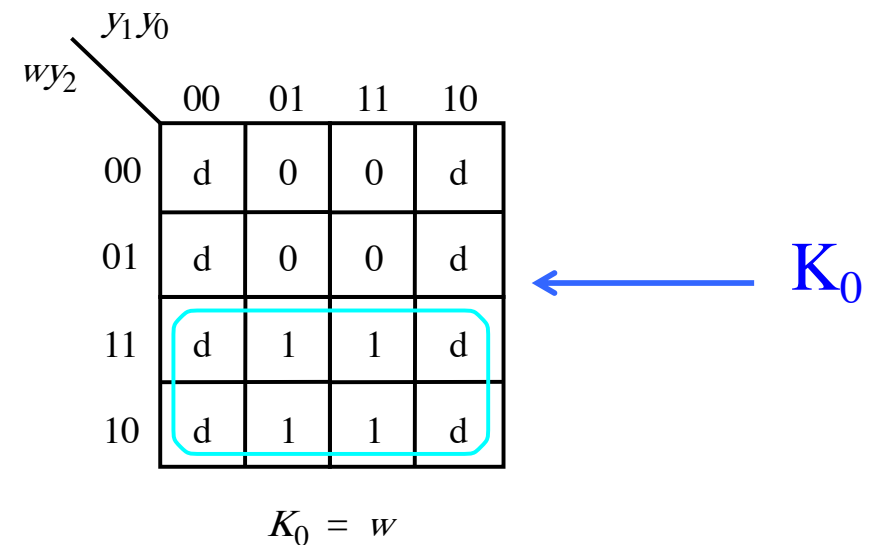 y₁y₀
wy₂
00 01 11 10
00 d 0 0 d
01 d 0 0 d
11 d 1 1 d
10 d 1 1 d
K₀ = w
K₀